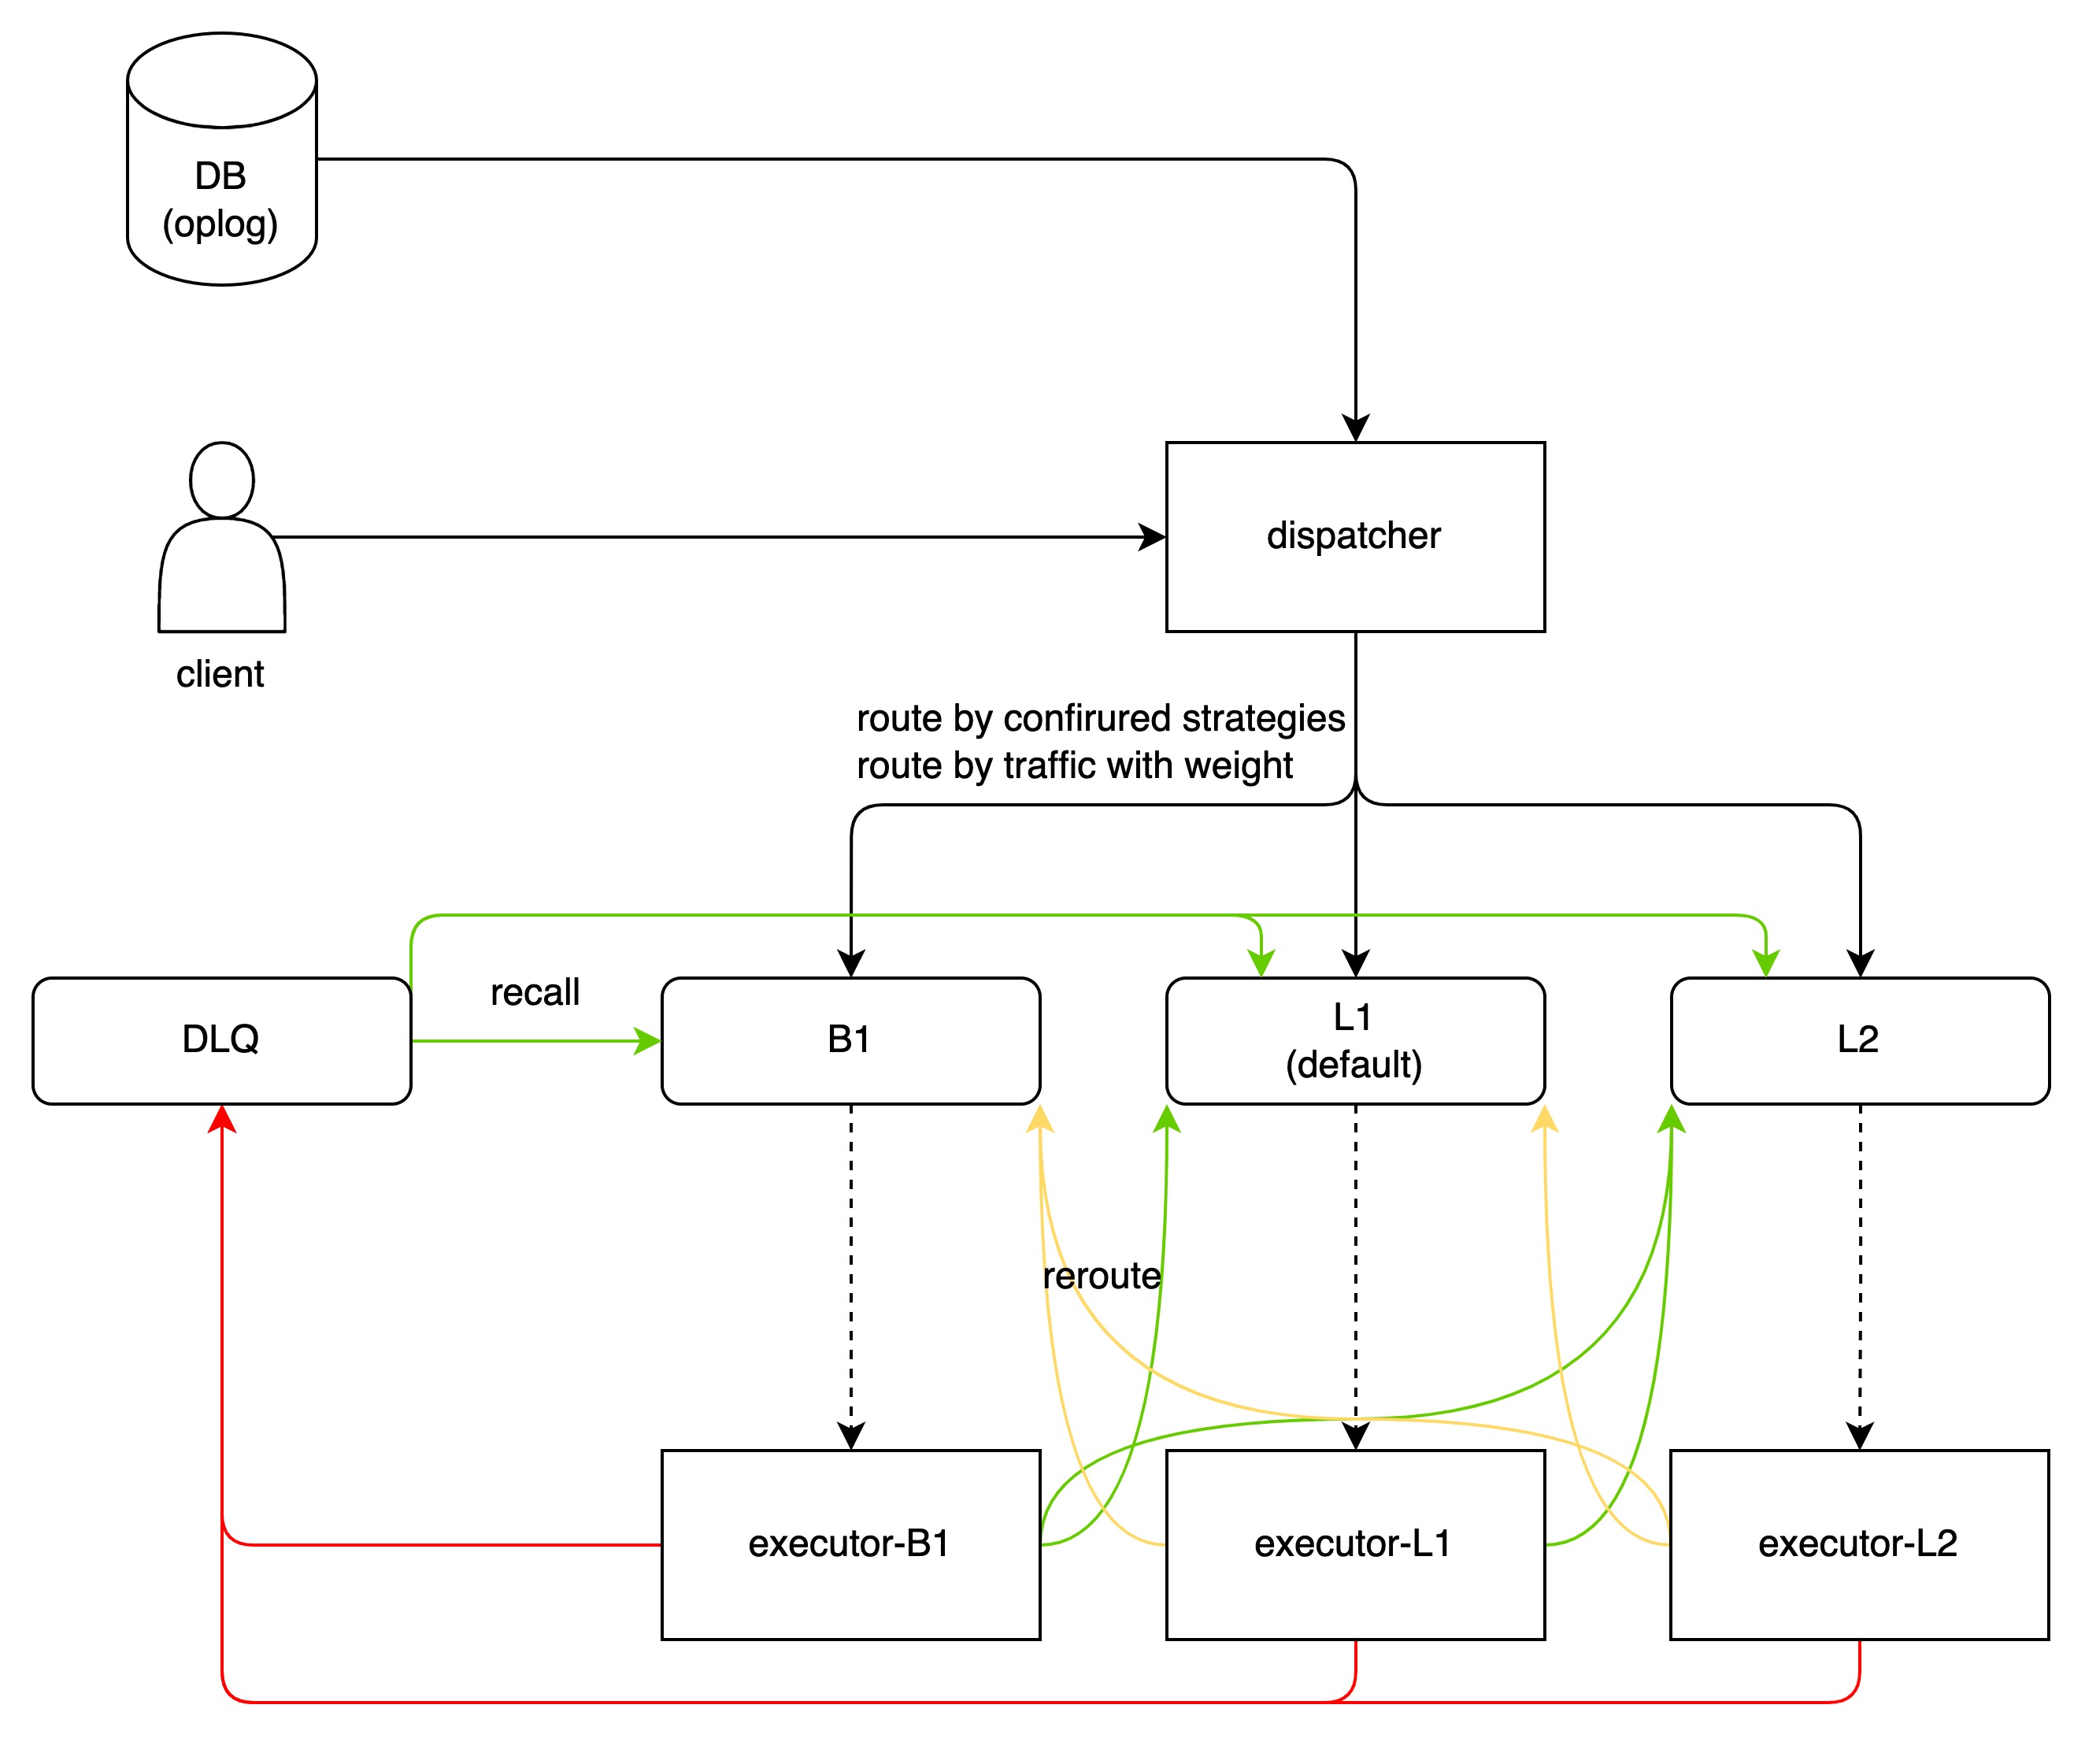 DB
(oplog)
dispatcher
client
route by confirured strategies
route by traffic with weight
recall
DLQ
B1
L1
(default)
L2
reroute
executor-B1
executor-L1
executor-L2